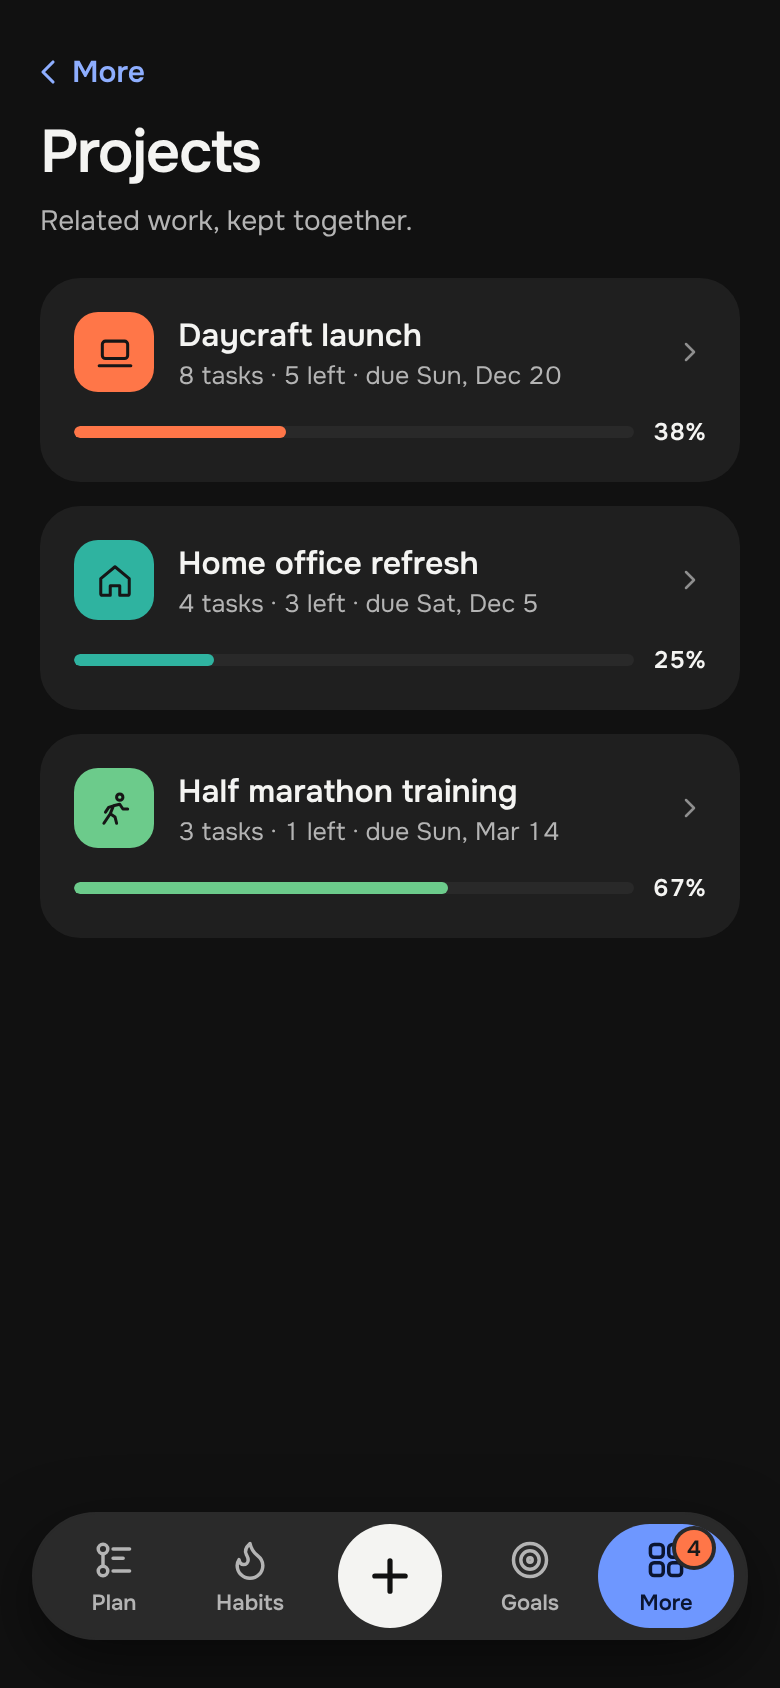 More
Projects
Related work, kept together.
Daycraft launch
8 tasks · 5 left · due Sun, Dec 20
38%
Home office refresh
4 tasks · 3 left · due Sat, Dec 5
25%
Half marathon training
3 tasks · 1 left · due Sun, Mar 14
67%
4
Plan
Habits
Goals
More